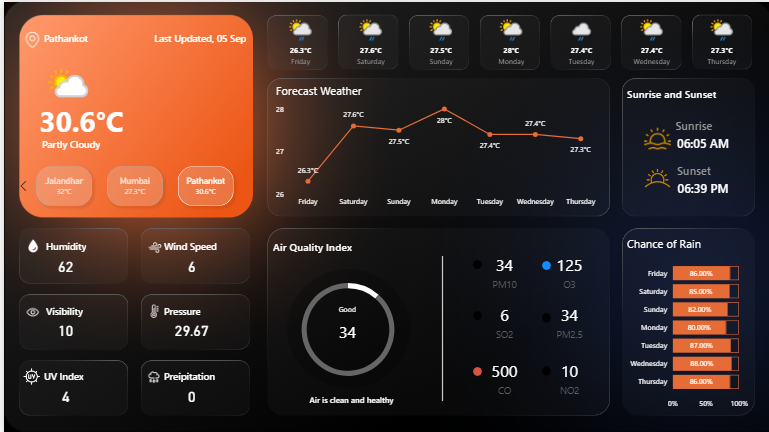 Pathankot
Last Updated, 05 Sep
30.6°C
Partly Cloudy
Jalandhar
32°C
Mumbai
27.3°C
Pathankot
30.6°C
26.3°C
Friday
27.6°C
Saturday
27.5°C
Sunday
28°C
Monday
27.4°C
Tuesday
27.4°C
Wednesday
27.3°C
Thursday
Forecast Weather
28
27
26
26.3°C
27.6°C
27.5°C
28°C
27.4°C
27.4°C
27.3°C
Friday
Saturday
Sunday
Monday
Tuesday
Wednesday
Thursday
Sunrise and Sunset
Sunrise
06:05 AM
Sunset
06:39 PM
Humidity
62
Wind Speed
6
Visibility
10
Pressure
29.67
UV
UV Index
4
Preipitation
0
Air Quality Index
Good
34
Air is clean and healthy
34
PM10
125
O3
6
SO2
34
PM2.5
500
CO
10
NO2
Chance of Rain
Friday 86.00%
Saturday 85.00%
Sunday 82.00%
Monday 80.00%
Tuesday 87.00%
Wednesday 88.00%
Thursday 86.00%
0% 50% 100%